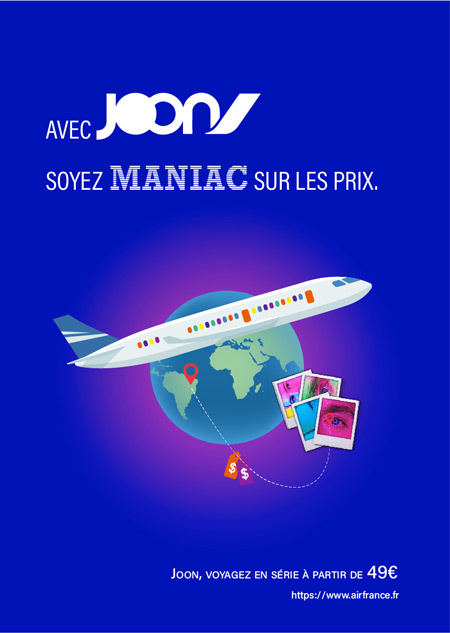 AVEC JOON
SOYEZ MANIAC SUR LES PRIX.
$ $
JOON, VOYAGEZ EN SÉRIE À PARTIR DE 49€
https://www.airfrance.fr